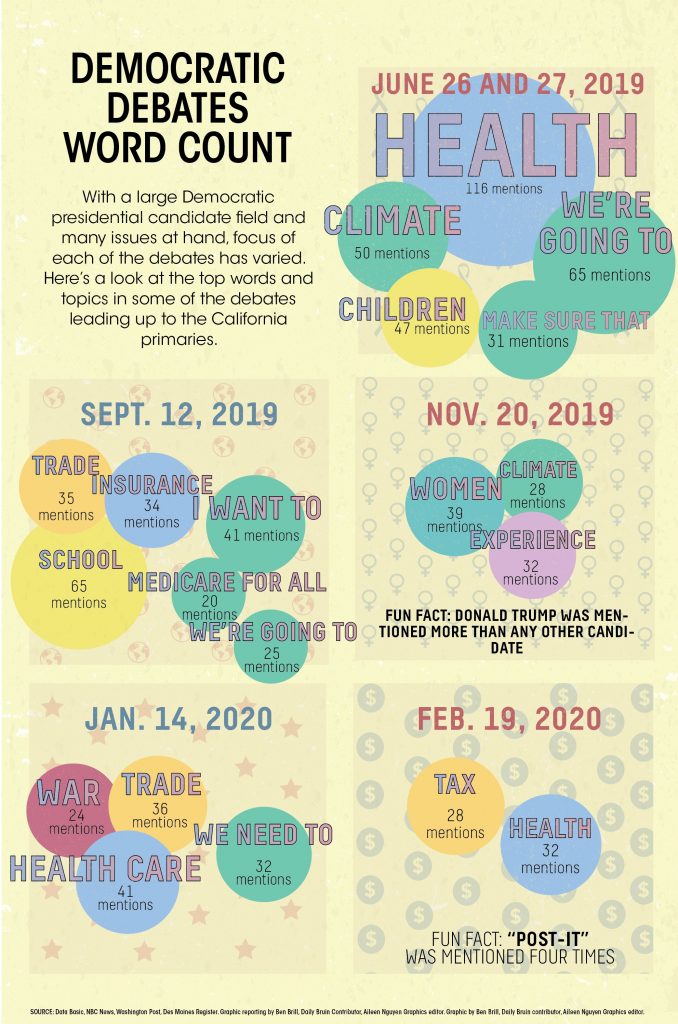 DEMOCRATIC
DEBATES
WORD COUNT
With a large Democratic
presidential candidate field and
many issues at hand, focus of
each of the debates has varied.
Here's a look at the top words and
topics in some of the debates
leading up to the California
primaries.
JUNE 26 AND 27, 2019
HEALTH
116 mentions
CLIMATE
50 mentions
WE'RE
GOING TO
65 mentions
CHILDREN
47 mentions
MAKE SURE THAT
31 mentions
SEPT. 12, 2019
TRADE
35
mentions
INSURANCE
34
mentions
I WANT TO
41 mentions
SCHOOL
65
mentions
MEDICARE FOR ALL
20
mentions
WE'RE GOING TO
25
mentions
NOV. 20, 2019
WOMEN
39
mentions
CLIMATE
28
mentions
EXPERIENCE
32
mentions
FUN FACT: DONALD TRUMP WAS MEN-
TIONED MORE THAN ANY OTHER CANDI-
DATE
JAN. 14, 2020
WAR
24
mentions
TRADE
36
mentions
WE NEED TO
32
mentions
HEALTH CARE
41
mentions
FEB. 19, 2020
TAX
28
mentions
HEALTH
32
mentions
FUN FACT: "POST-IT"
WAS MENTIONED FOUR TIMES
SOURCE: Data Basic, NBC News, Washington Post, Des Moines Register. Graphic reporting by Ben Brill, Daily Bruin Contributor, Aileen Nguyen Graphics editor. Graphic by Ben Brill, Daily Bruin contributor, Aileen Nguyen Graphics editor.